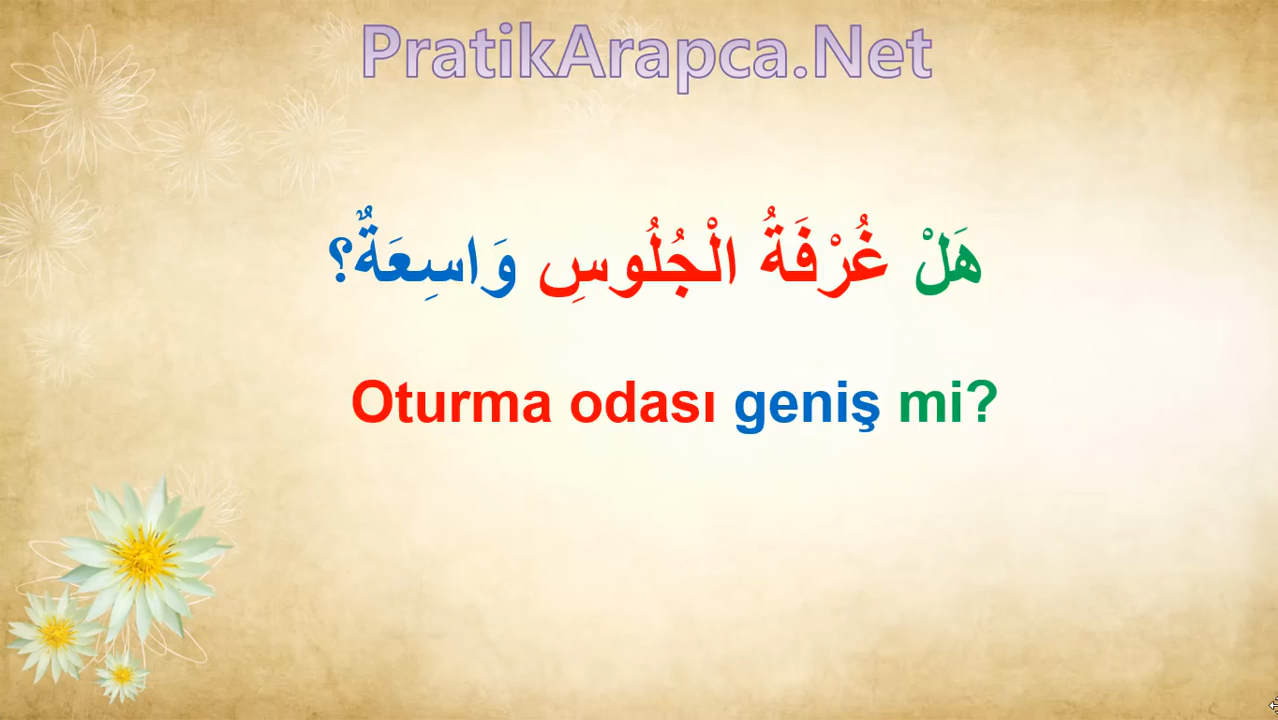 PratikArapca.Net
هَلْ غُرْفَةُ الْجُلُوسِ وَاسِعَةٌ؟
Oturma odası geniş mi?